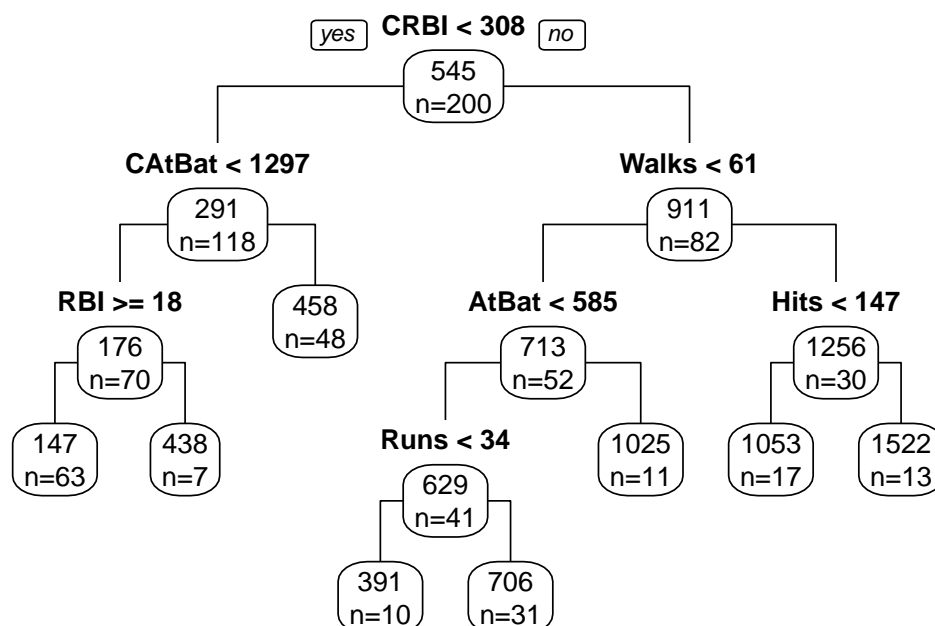 yes CRBI < 308 no
545
n=200
CAtBat < 1297
Walks < 61
291
n=118
911
n=82
RBI >= 18
458
n=48
AtBat < 585
Hits < 147
176
n=70
713
n=52
1256
n=30
147
n=63
438
n=7
Runs < 34
1025
n=11
1053
n=17
1522
n=13
629
n=41
391
n=10
706
n=31